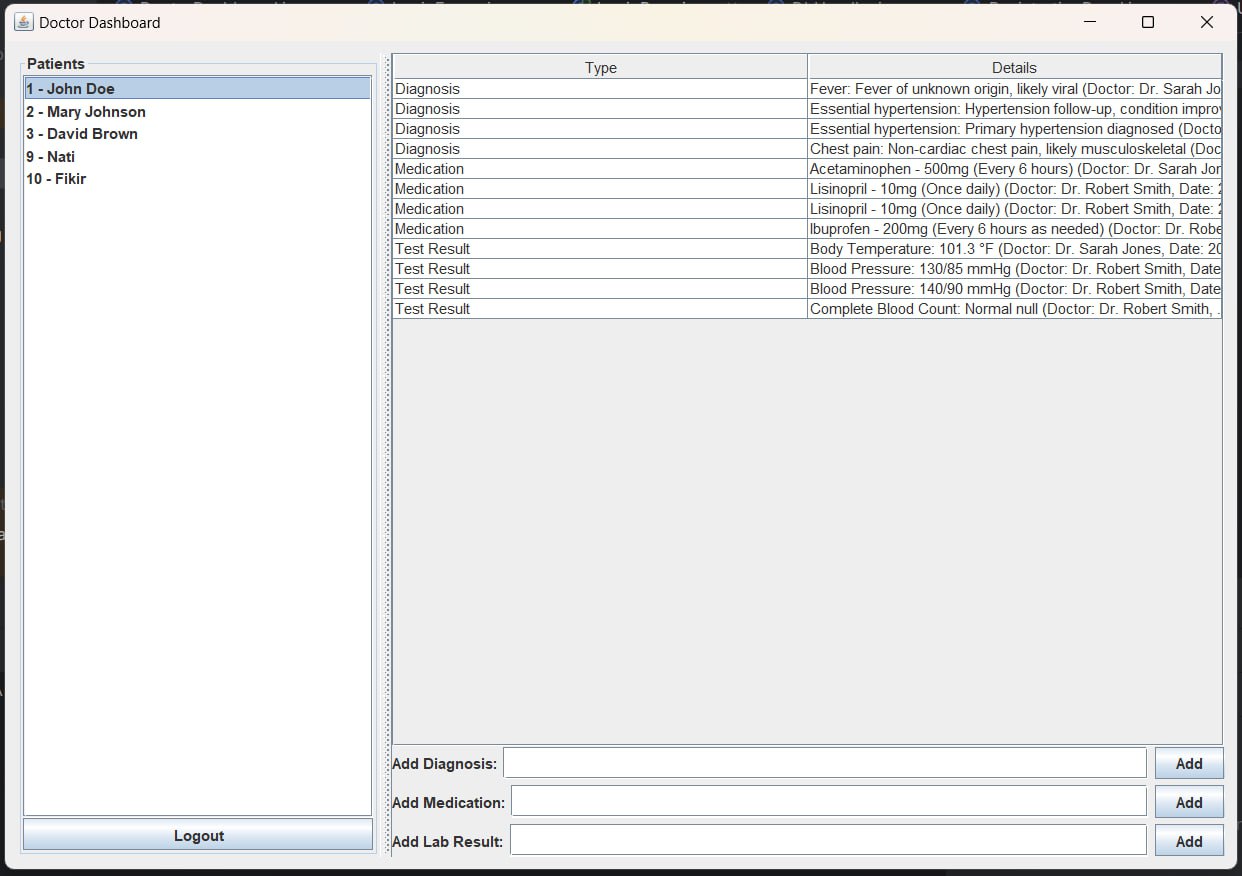 Doctor Dashboard
Patients
1 - John Doe
2 - Mary Johnson
3 - David Brown
9 - Nati
10 - Fikir
Logout
Type Details
Diagnosis Fever: Fever of unknown origin, likely viral (Doctor: Dr. Sarah Jo
Diagnosis Essential hypertension: Hypertension follow-up, condition improv
Diagnosis Essential hypertension: Primary hypertension diagnosed (Docto
Diagnosis Chest pain: Non-cardiac chest pain, likely musculoskeletal (Doc
Medication Acetaminophen - 500mg (Every 6 hours) (Doctor: Dr. Sarah Jor
Medication Lisinopril - 10mg (Once daily) (Doctor: Dr. Robert Smith, Date: 2
Medication Lisinopril - 10mg (Once daily) (Doctor: Dr. Robert Smith, Date: 2
Medication Ibuprofen - 200mg (Every 6 hours as needed) (Doctor: Dr. Robe
Test Result Body Temperature: 101.3 °F (Doctor: Dr. Sarah Jones, Date: 20
Test Result Blood Pressure: 130/85 mmHg (Doctor: Dr. Robert Smith, Date
Test Result Blood Pressure: 140/90 mmHg (Doctor: Dr. Robert Smith, Date
Test Result Complete Blood Count: Normal null (Doctor: Dr. Robert Smith, ...
Add Diagnosis: Add
Add Medication: Add
Add Lab Result: Add